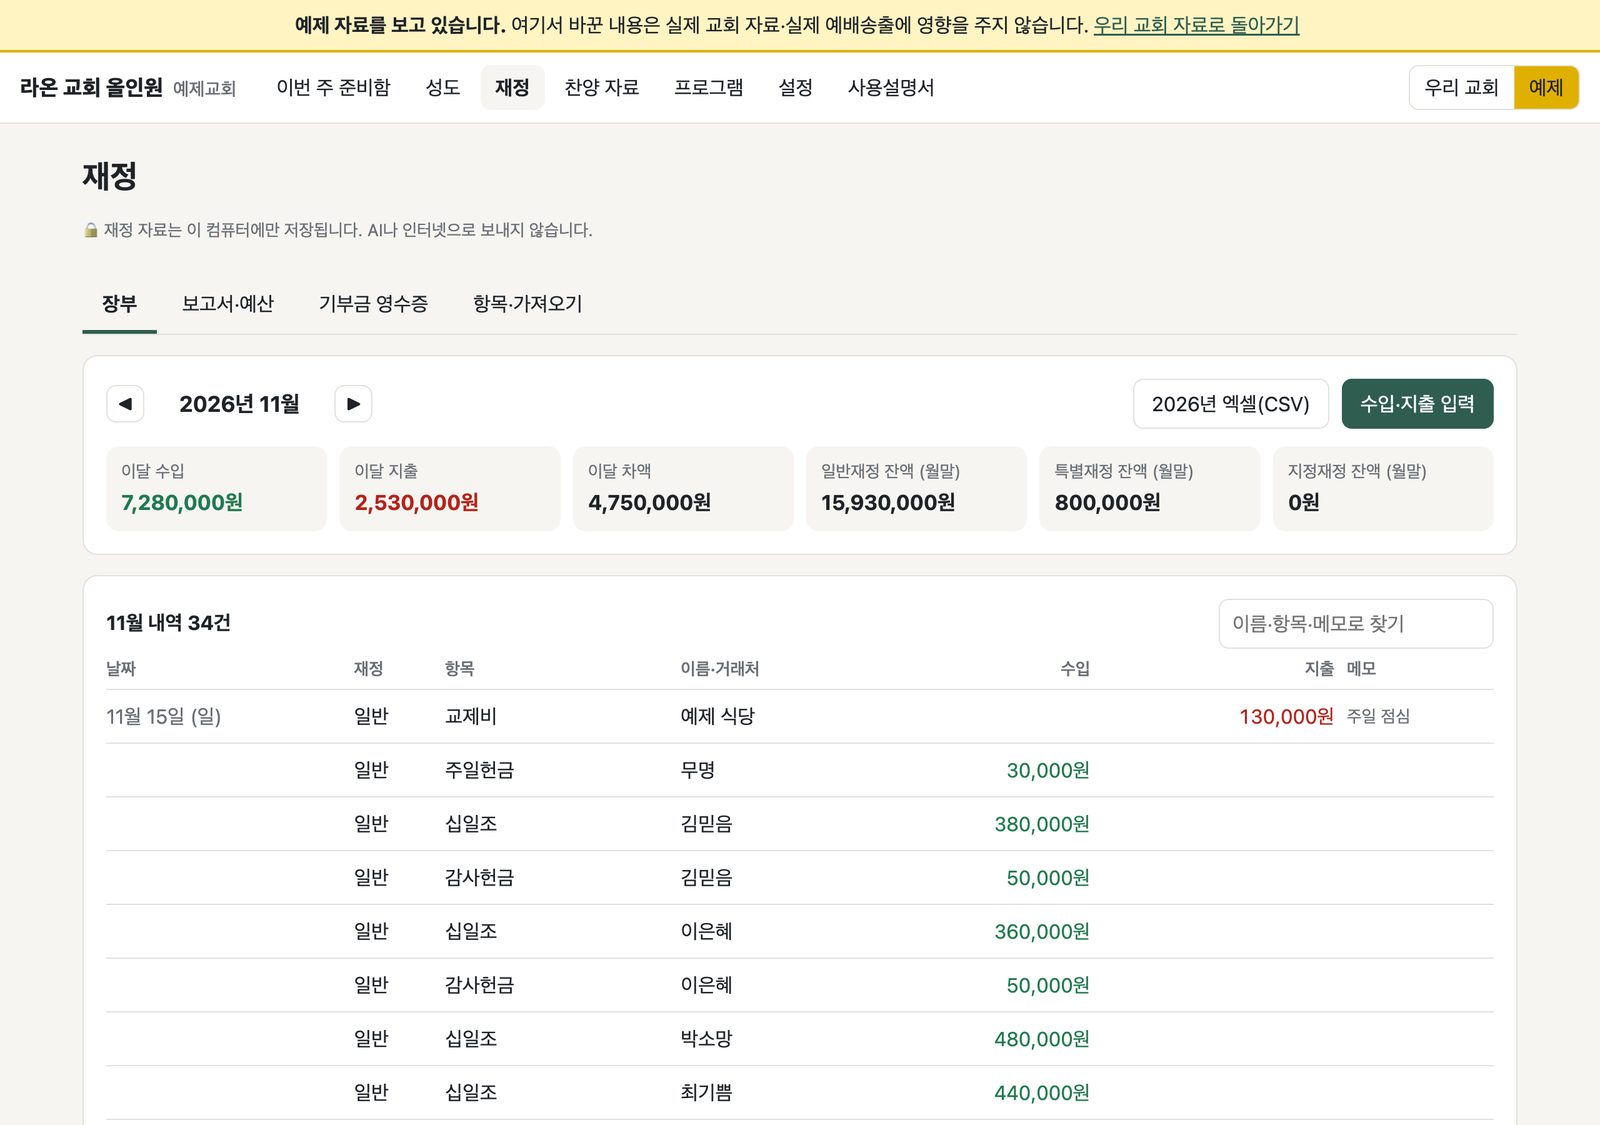 예제 자료를 보고 있습니다. 여기서 바꾼 내용은 실제 교회 자료·실제 예배송출에 영향을 주지 않습니다. 우리 교회 자료로 돌아가기
라온 교회 올인원 예제교회 이번 주 준비함 성도 재정 찬양 자료 프로그램 설정 사용설명서 우리 교회 예제
재정
재정 자료는 이 컴퓨터에만 저장됩니다. AI나 인터넷으로 보내지 않습니다.
장부 보고서·예산 기부금 영수증 항목·가져오기
◀ 2026년 11월 ▶ 2026년 엑셀(CSV) 수입·지출 입력
이달 수입 이달 지출 이달 차액 일반재정 잔액 (월말) 특별재정 잔액 (월말) 지정재정 잔액 (월말)
7,280,000원 2,530,000원 4,750,000원 15,930,000원 800,000원 0원
11월 내역 34건 이름·항목·메모로 찾기
날짜 재정 항목 이름·거래처 수입 지출 메모
11월 15일 (일) 일반 교제비 예제 식당 130,000원 주일 점심
일반 주일헌금 무명 30,000원
일반 십일조 김믿음 380,000원
일반 감사헌금 김믿음 50,000원
일반 십일조 이은혜 360,000원
일반 감사헌금 이은혜 50,000원
일반 십일조 박소망 480,000원
일반 십일조 최기쁨 440,000원